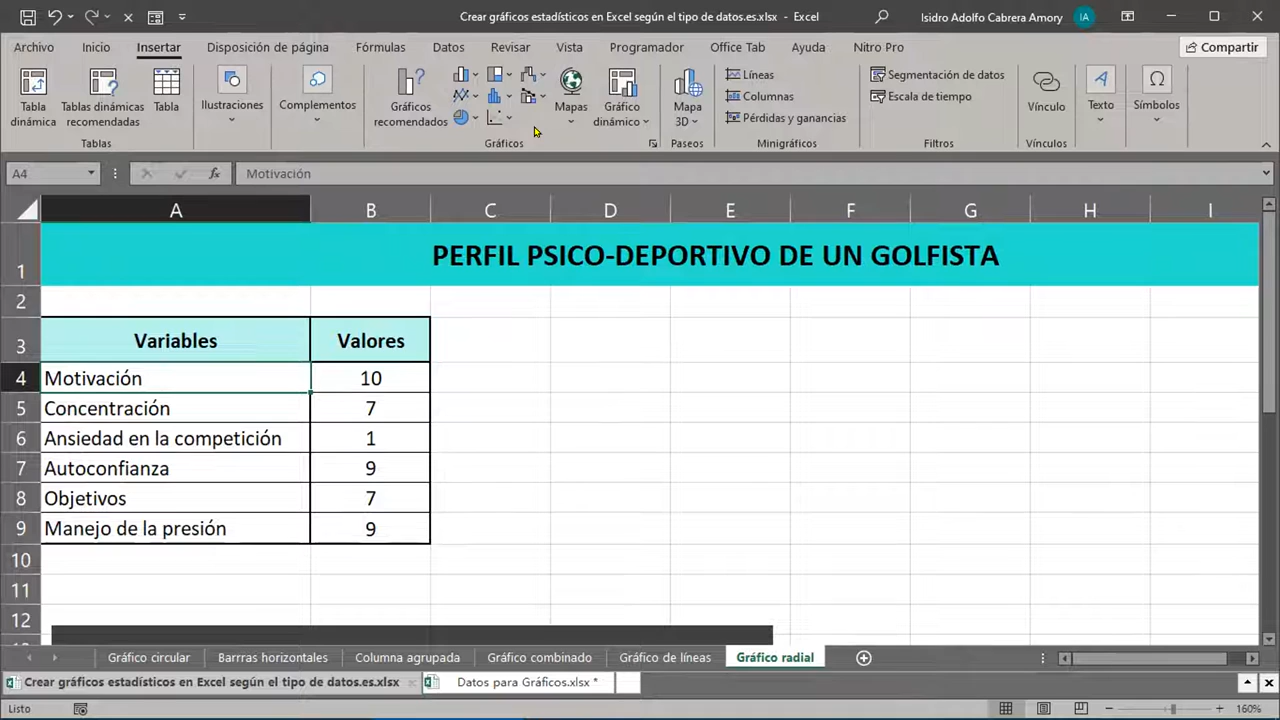 Crear gráficos estadísticos en Excel según el tipo de datos.es.xlsx - Excel
Isidro Adolfo Cabrera Amory
IA
Archivo Inicio Insertar Disposición de página Fórmulas Datos Revisar Vista Programador Office Tab Ayuda Nitro Pro
Compartir
Tabla dinámica
Tablas dinámicas recomendadas
Tabla
Tablas
Ilustraciones
Complementos
Gráficos recomendados
Gráficos
Mapas
Gráfico dinámico
Mapa 3D
Paseos
Líneas
Columnas
Pérdidas y ganancias
Minigráficos
Segmentación de datos
Escala de tiempo
Filtros
Vínculo
Vínculos
Texto
Símbolos
A4
fx
Motivación
A B C D E F G H I
1 PERFIL PSICO-DEPORTIVO DE UN GOLFISTA
2
3 Variables Valores
4 Motivación 10
5 Concentración 7
6 Ansiedad en la competición 1
7 Autoconfianza 9
8 Objetivos 7
9 Manejo de la presión 9
10
11
12
Gráfico circular Barrras horizontales Columna agrupada Gráfico combinado Gráfico de líneas Gráfico radial
Crear gráficos estadísticos en Excel según el tipo de datos.es.xlsx Datos para Gráficos.xlsx *
Listo
160%